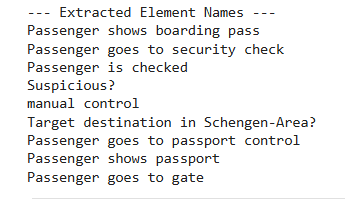 --- Extracted Element Names ---
Passenger shows boarding pass
Passenger goes to security check
Passenger is checked
Suspicious?
manual control
Target destination in Schengen-Area?
Passenger goes to passport control
Passenger shows passport
Passenger goes to gate